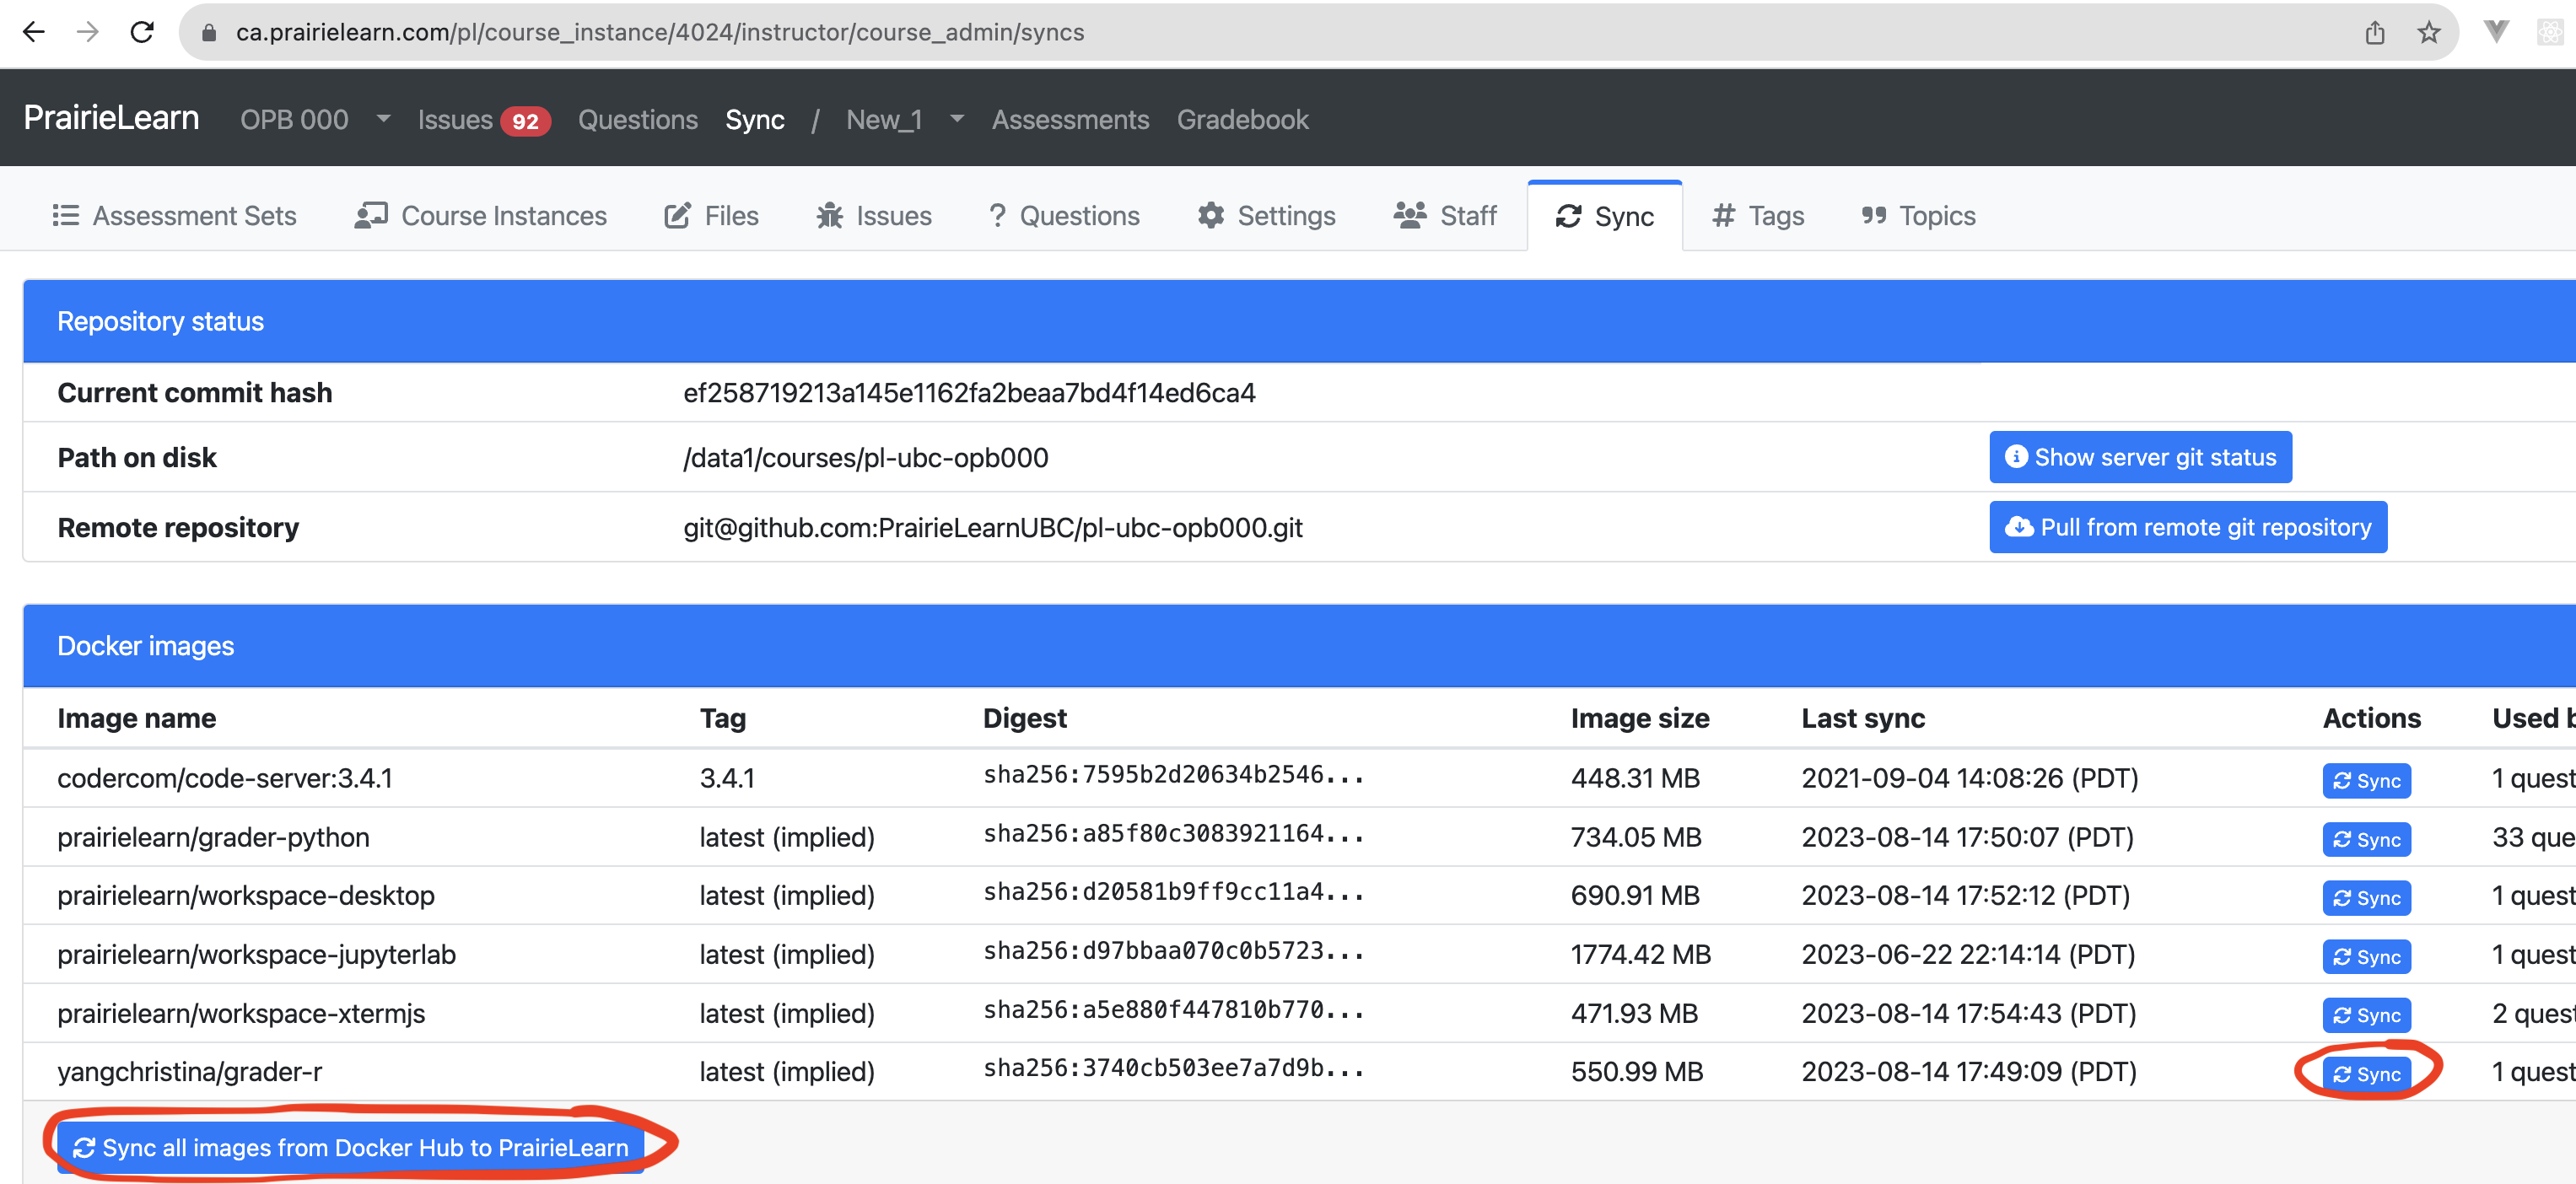 ca.prairielearn.com/pl/course_instance/4024/instructor/course_admin/syncs
PrairieLearn OPB 000 Issues 92 Questions Sync / New_1 Assessments Gradebook
Assessment Sets Course Instances Files Issues ? Questions Settings Staff Sync # Tags Topics
Repository status
Current commit hash ef258719213a145e1162fa2beaa7bd4f14ed6ca4
Path on disk /data1/courses/pl-ubc-opb000 Show server git status
Remote repository git@github.com:PrairieLearnUBC/pl-ubc-opb000.git Pull from remote git repository
Docker images
Image name Tag Digest Image size Last sync Actions Used b
codercom/code-server:3.4.1 3.4.1 sha256:7595b2d20634b2546... 448.31 MB 2021-09-04 14:08:26 (PDT) Sync 1 quest
prairielearn/grader-python latest (implied) sha256:a85f80c3083921164... 734.05 MB 2023-08-14 17:50:07 (PDT) Sync 33 que
prairielearn/workspace-desktop latest (implied) sha256:d20581b9ff9cc11a4... 690.91 MB 2023-08-14 17:52:12 (PDT) Sync 1 quest
prairielearn/workspace-jupyterlab latest (implied) sha256:d97bbaa070c0b5723... 1774.42 MB 2023-06-22 22:14:14 (PDT) Sync 1 quest
prairielearn/workspace-xtermjs latest (implied) sha256:a5e880f447810b770... 471.93 MB 2023-08-14 17:54:43 (PDT) Sync 2 quest
yangchristina/grader-r latest (implied) sha256:3740cb503ee7a7d9b... 550.99 MB 2023-08-14 17:49:09 (PDT) Sync 1 quest
Sync all images from Docker Hub to PrairieLearn